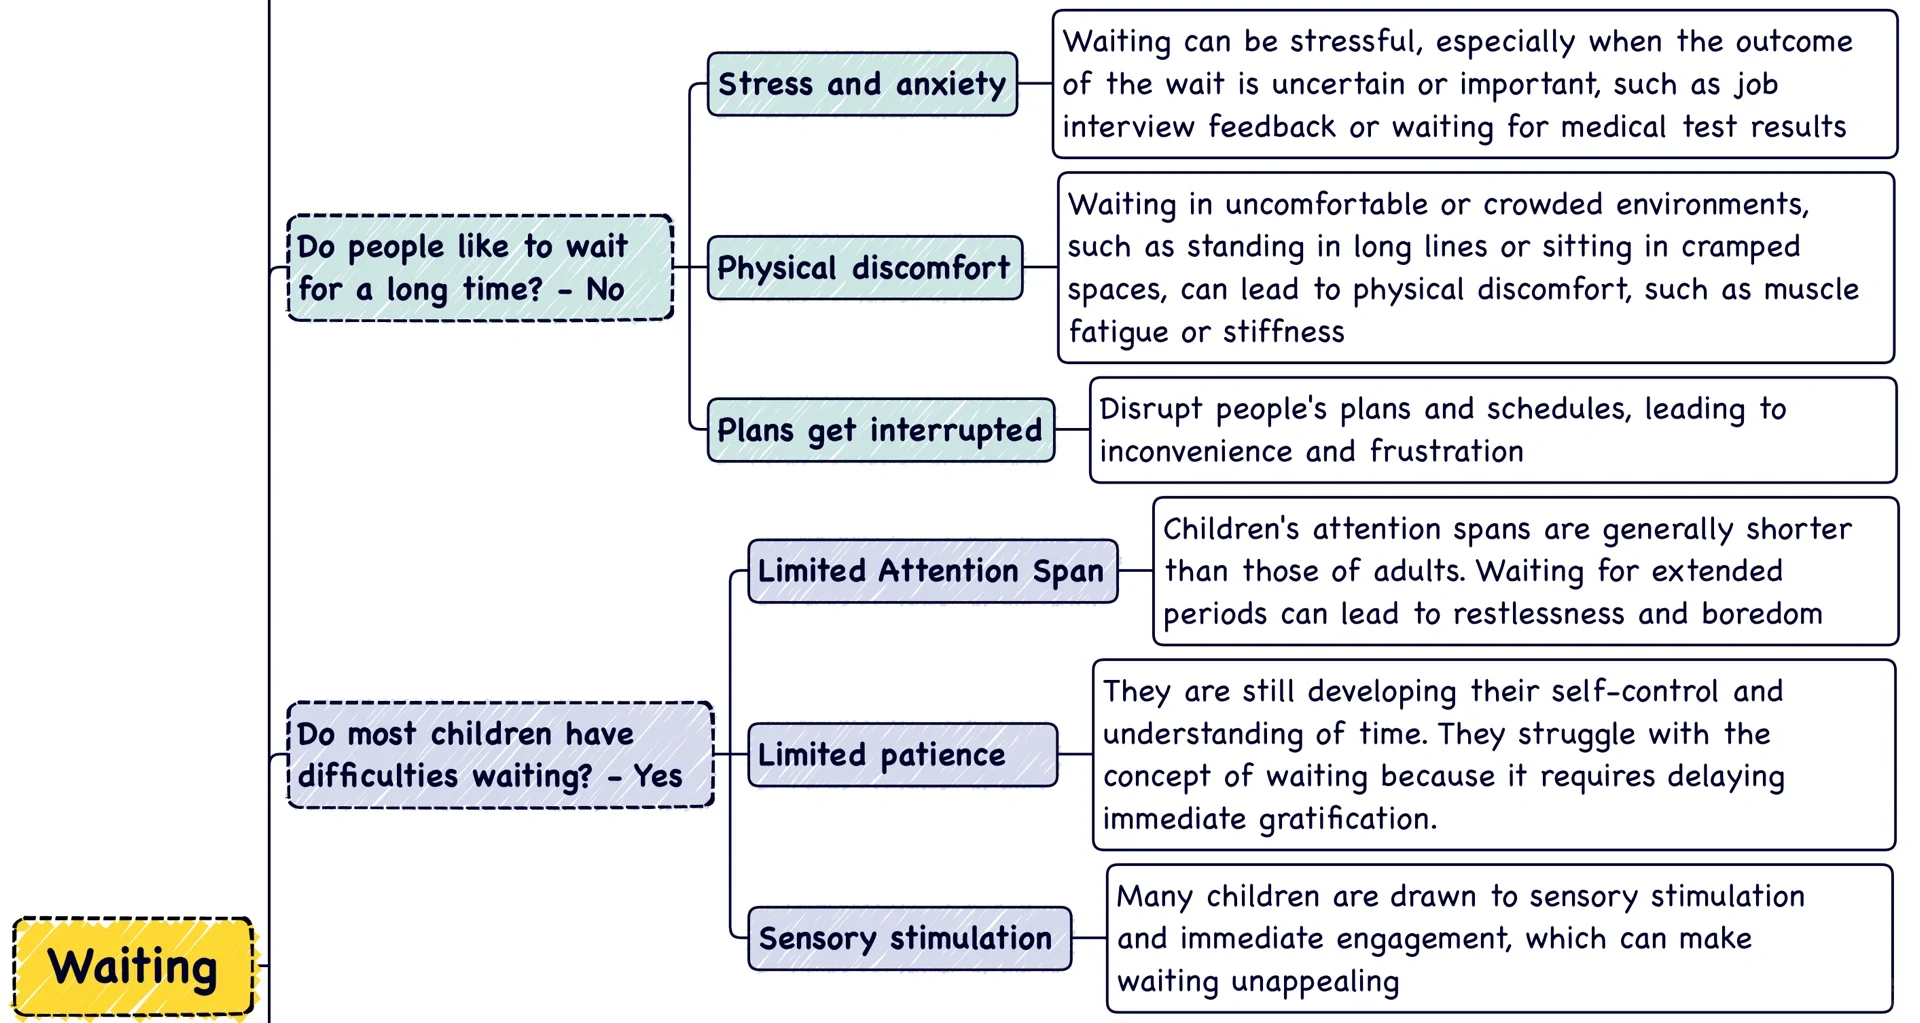 Stress and anxiety
Waiting can be stressful, especially when the outcome
of the wait is uncertain or important, such as job
interview feedback or waiting for medical test results
Do people like to wait
for a long time? - No
Physical discomfort
Waiting in uncomfortable or crowded environments,
such as standing in long lines or sitting in cramped
spaces, can lead to physical discomfort, such as muscle
fatigue or stiffness
Plans get interrupted
Disrupt people's plans and schedules, leading to
inconvenience and frustration
Limited Attention Span
Children's attention spans are generally shorter
than those of adults. Waiting for extended
periods can lead to restlessness and boredom
Do most children have
difficulties waiting? - Yes
Limited patience
They are still developing their self-control and
understanding of time. They struggle with the
concept of waiting because it requires delaying
immediate gratification.
Sensory stimulation
Many children are drawn to sensory stimulation
and immediate engagement, which can make
waiting unappealing
Waiting